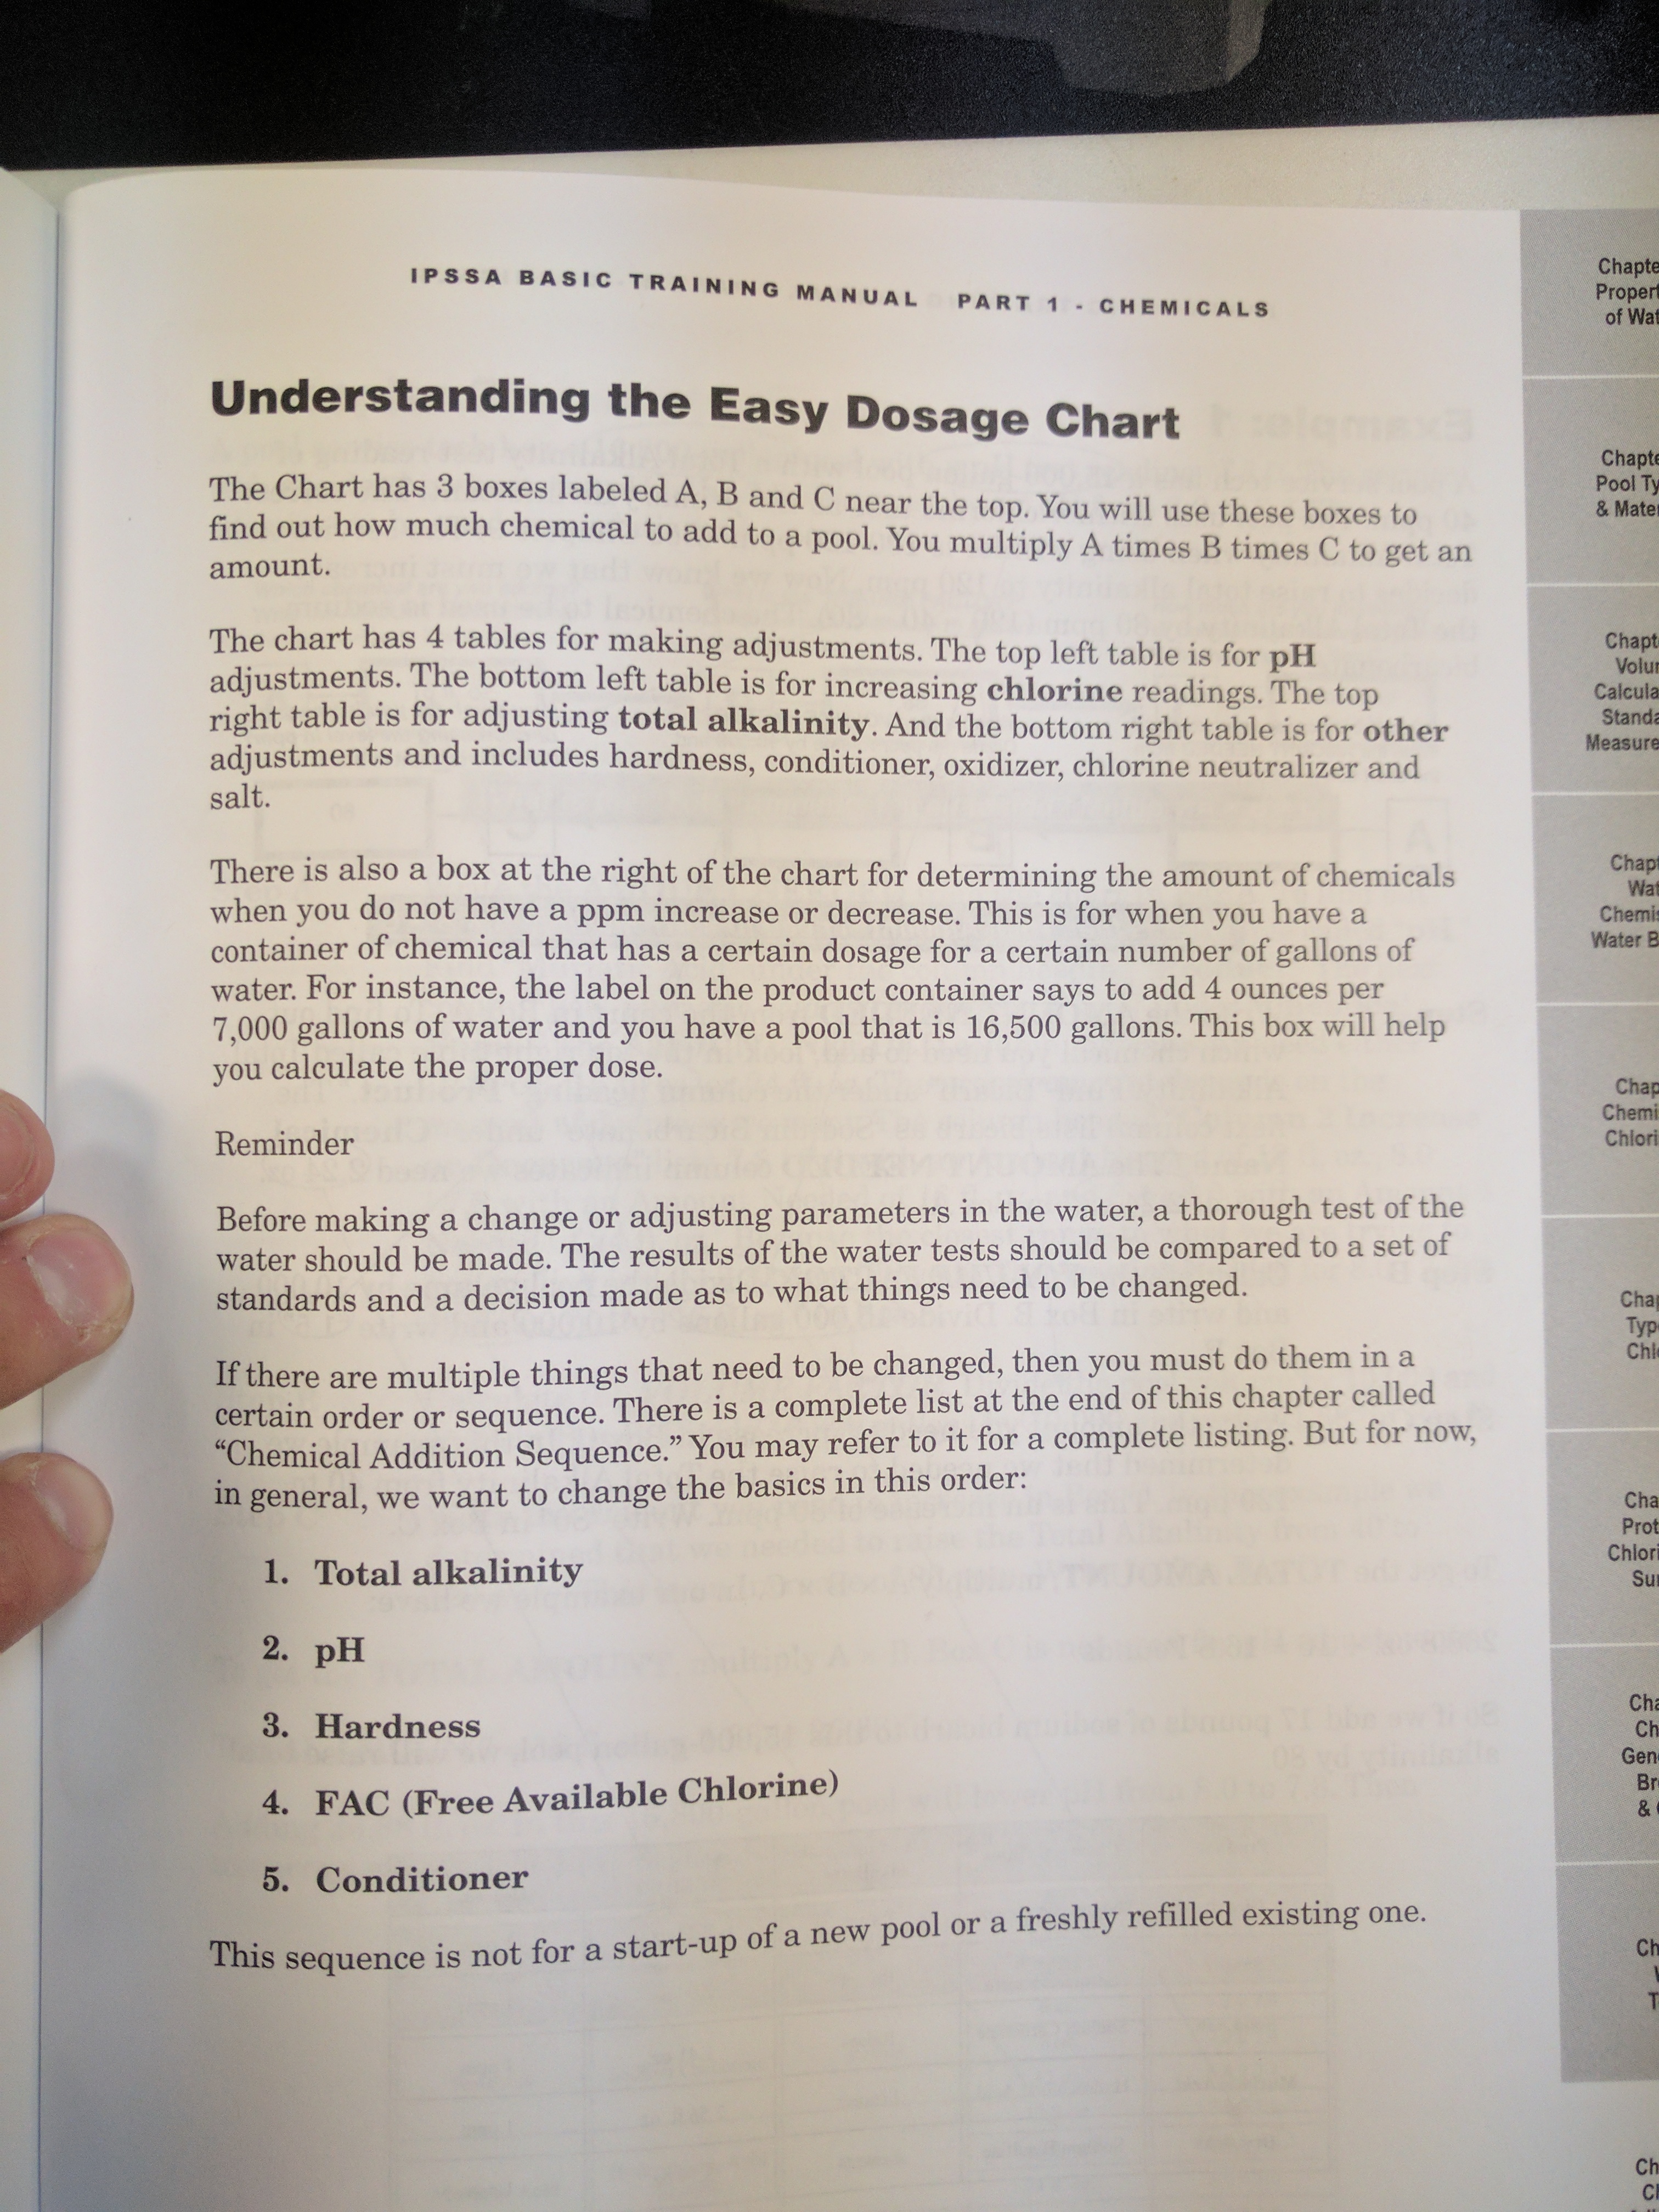 IPSSA BASIC TRAINING MANUAL PART 1 - CHEMICALS
Understanding the Easy Dosage Chart
The Chart has 3 boxes labeled A, B and C near the top. You will use these boxes to
find out how much chemical to add to a pool. You multiply A times B times C to get an
amount.
The chart has 4 tables for making adjustments. The top left table is for pH
adjustments. The bottom left table is for increasing chlorine readings. The top
right table is for adjusting total alkalinity. And the bottom right table is for other
adjustments and includes hardness, conditioner, oxidizer, chlorine neutralizer and
salt.
There is also a box at the right of the chart for determining the amount of chemicals
when you do not have a ppm increase or decrease. This is for when you have a
container of chemical that has a certain dosage for a certain number of gallons of
water. For instance, the label on the product container says to add 4 ounces per
7,000 gallons of water and you have a pool that is 16,500 gallons. This box will help
you calculate the proper dose.
Reminder
Before making a change or adjusting parameters in the water, a thorough test of the
water should be made. The results of the water tests should be compared to a set of
standards and a decision made as to what things need to be changed.
If there are multiple things that need to be changed, then you must do them in a
certain order or sequence. There is a complete list at the end of this chapter called
“Chemical Addition Sequence.” You may refer to it for a complete listing. But for now,
in general, we want to change the basics in this order:
1. Total alkalinity
2. pH
3. Hardness
4. FAC (Free Available Chlorine)
5. Conditioner
This sequence is not for a start-up of a new pool or a freshly refilled existing one.
Chapte
Propert
of Wat
Chapte
Pool Ty
& Mater
Chapt
Volur
Calcula
Standa
Measure
Chapt
Wat
Chemis
Water B
Chap
Chemi
Chlori
Chap
Typ
Chl
Cha
Prot
Chlori
Su
Cha
Ch
Gen
Br
&
Ch
T
Ch